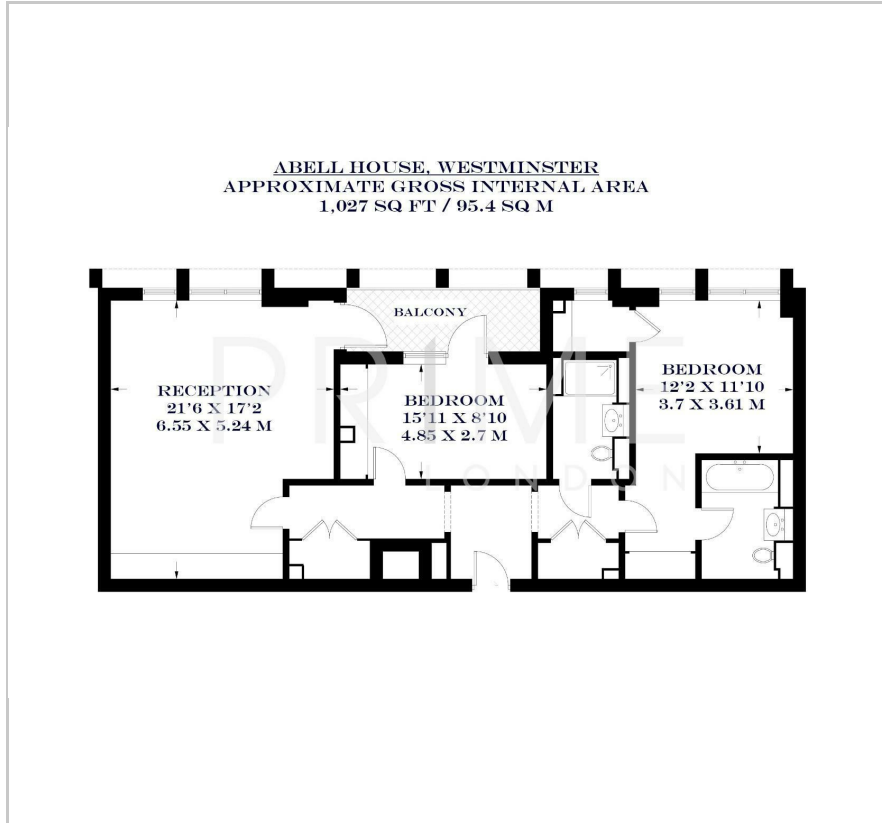 ABELL HOUSE, WESTMINSTER
APPROXIMATE GROSS INTERNAL AREA
1,027 SQ FT / 95.4 SQ M
BALCONY
RECEPTION
21'6 X 17'2
6.55 X 5.24 M
BEDROOM
15'11 X 8'10
4.85 X 2.7 M
BEDROOM
12'2 X 11'10
3.7 X 3.61 M
PRIME
LONDON